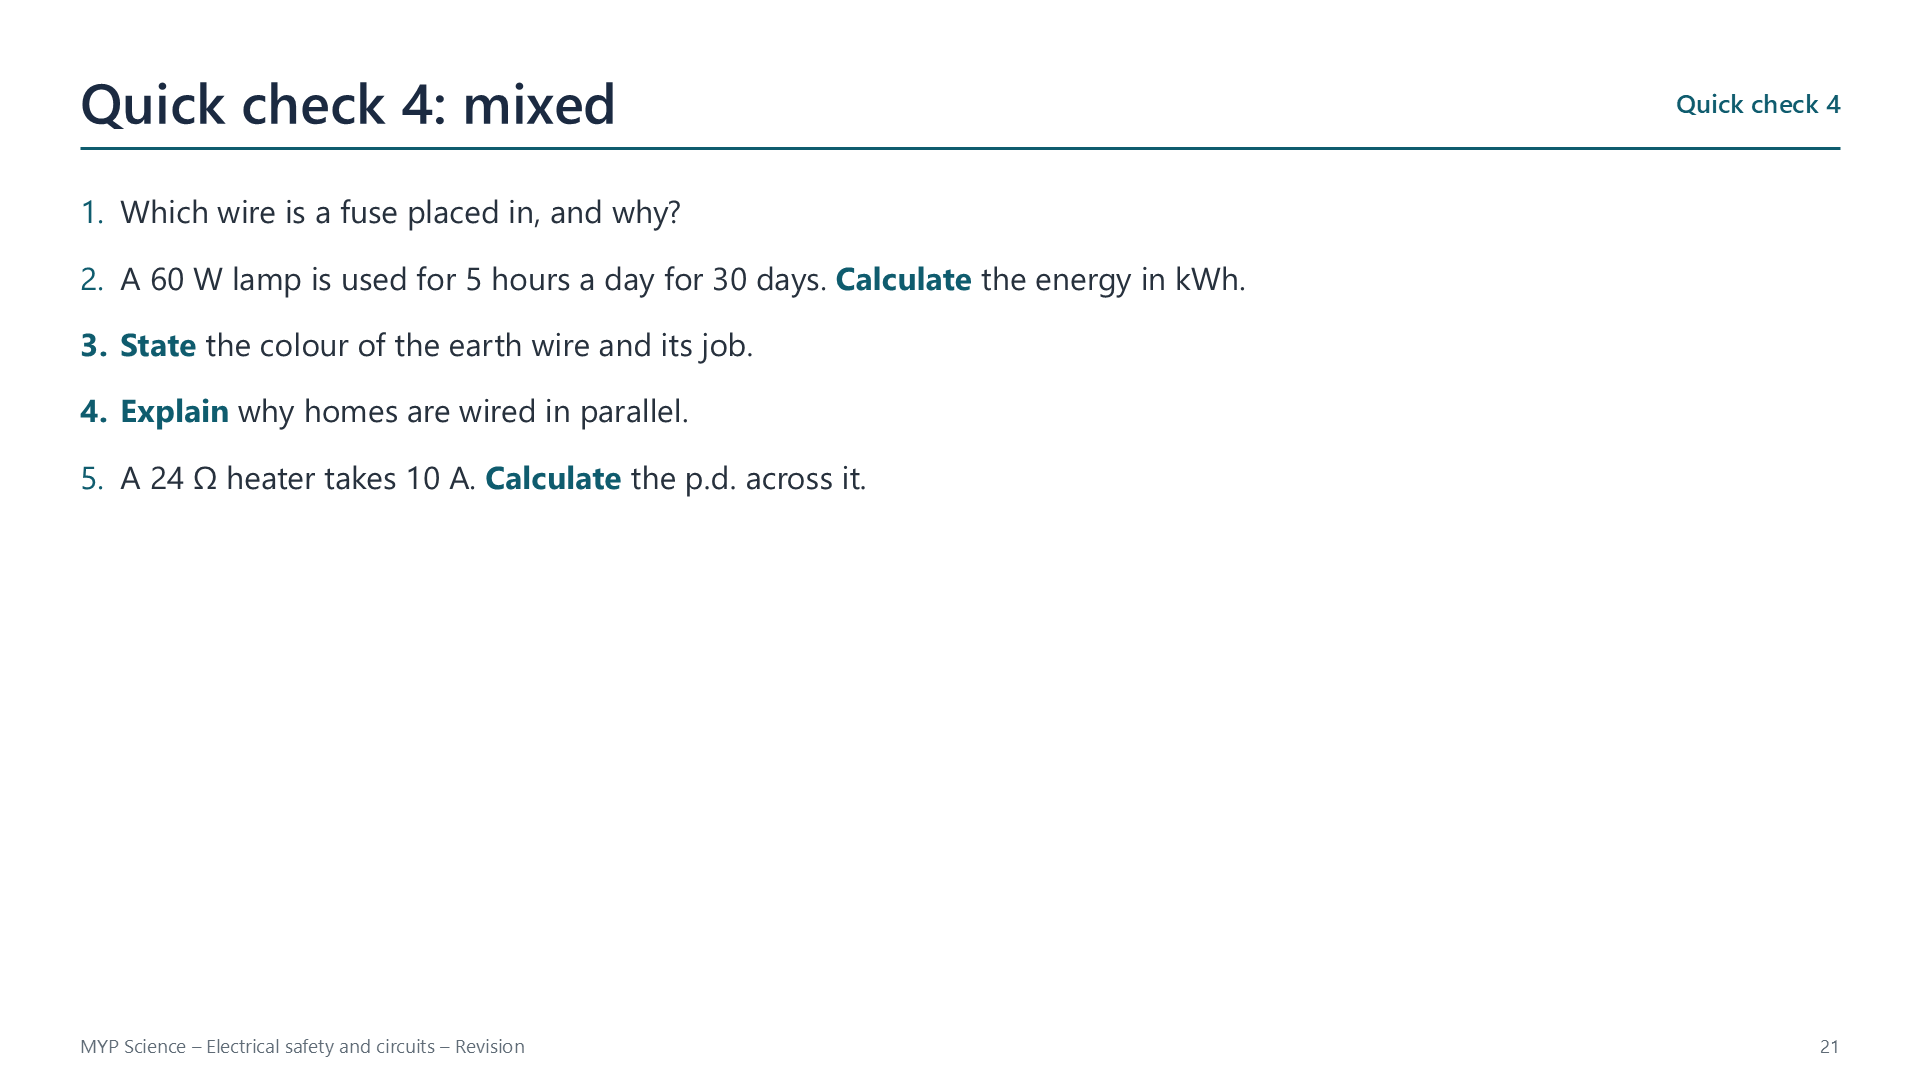 Quick check 4: mixed
Quick check 4
1. Which wire is a fuse placed in, and why?
2. A 60 W lamp is used for 5 hours a day for 30 days. Calculate the energy in kWh.
3. State the colour of the earth wire and its job.
4. Explain why homes are wired in parallel.
5. A 24 Ω heater takes 10 A. Calculate the p.d. across it.
MYP Science – Electrical safety and circuits – Revision
21